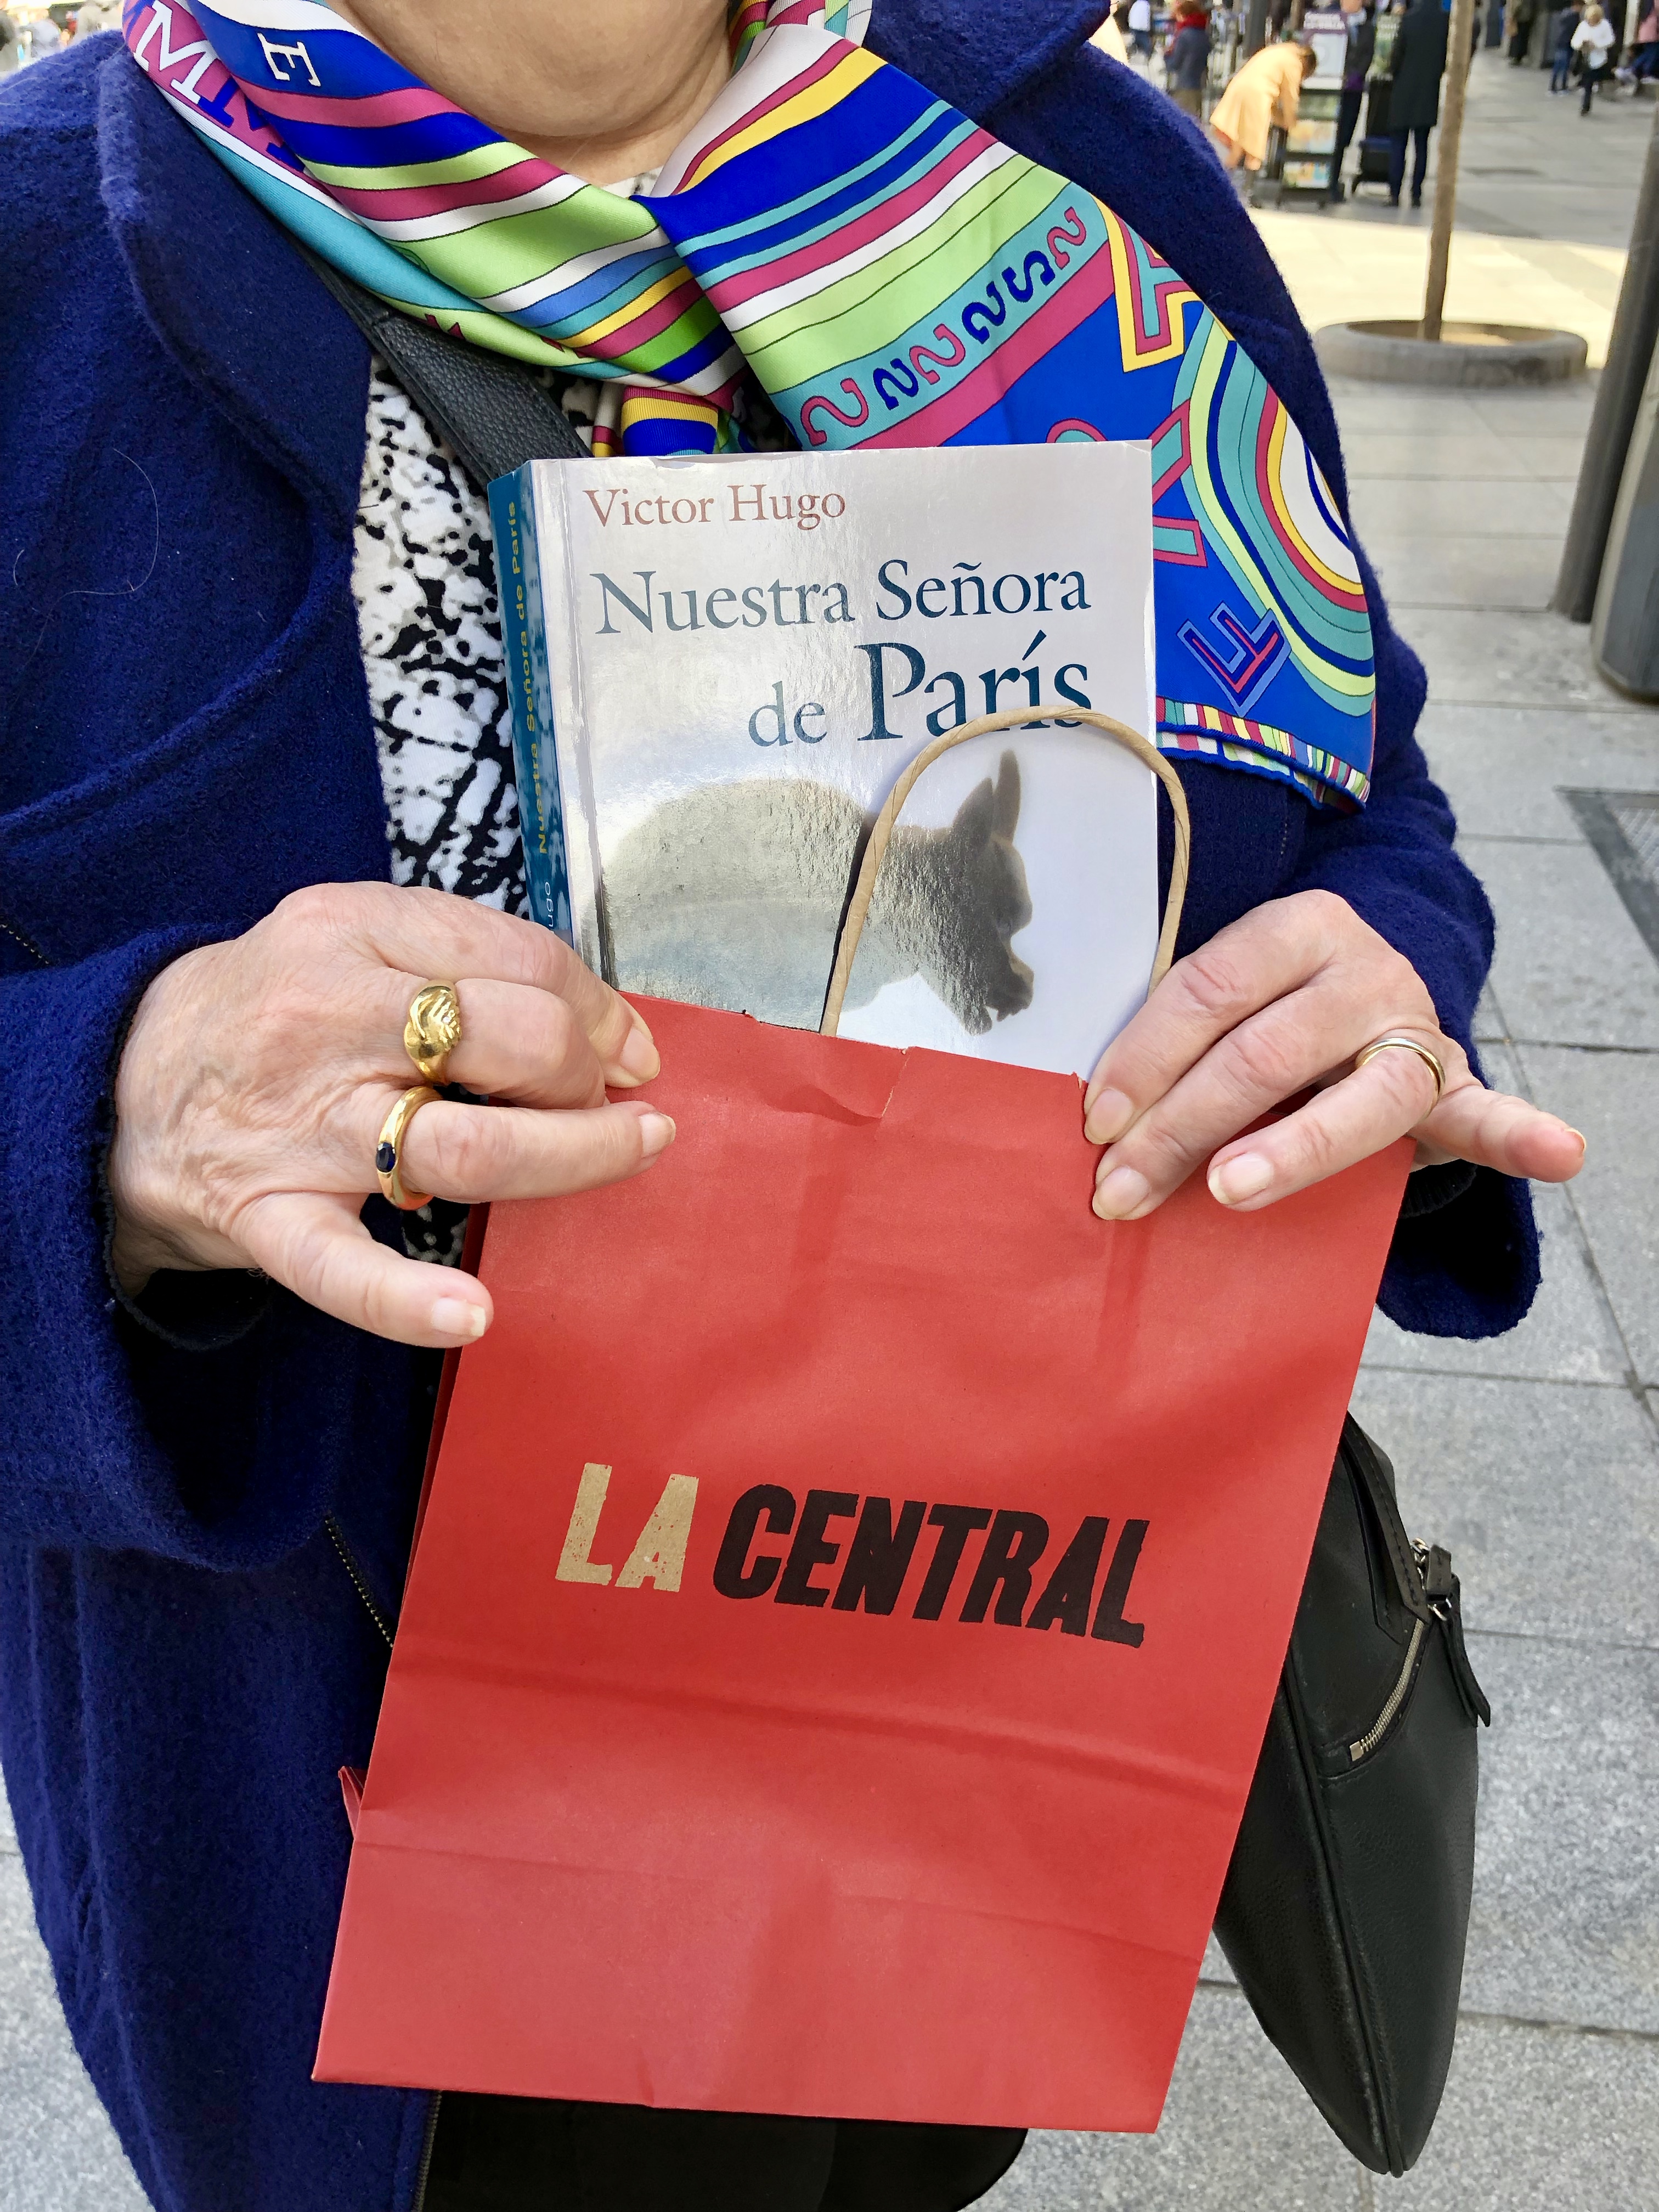 Victor Hugo
Nuestra Señora
de París
Nuestra Señora de París
LA CENTRAL